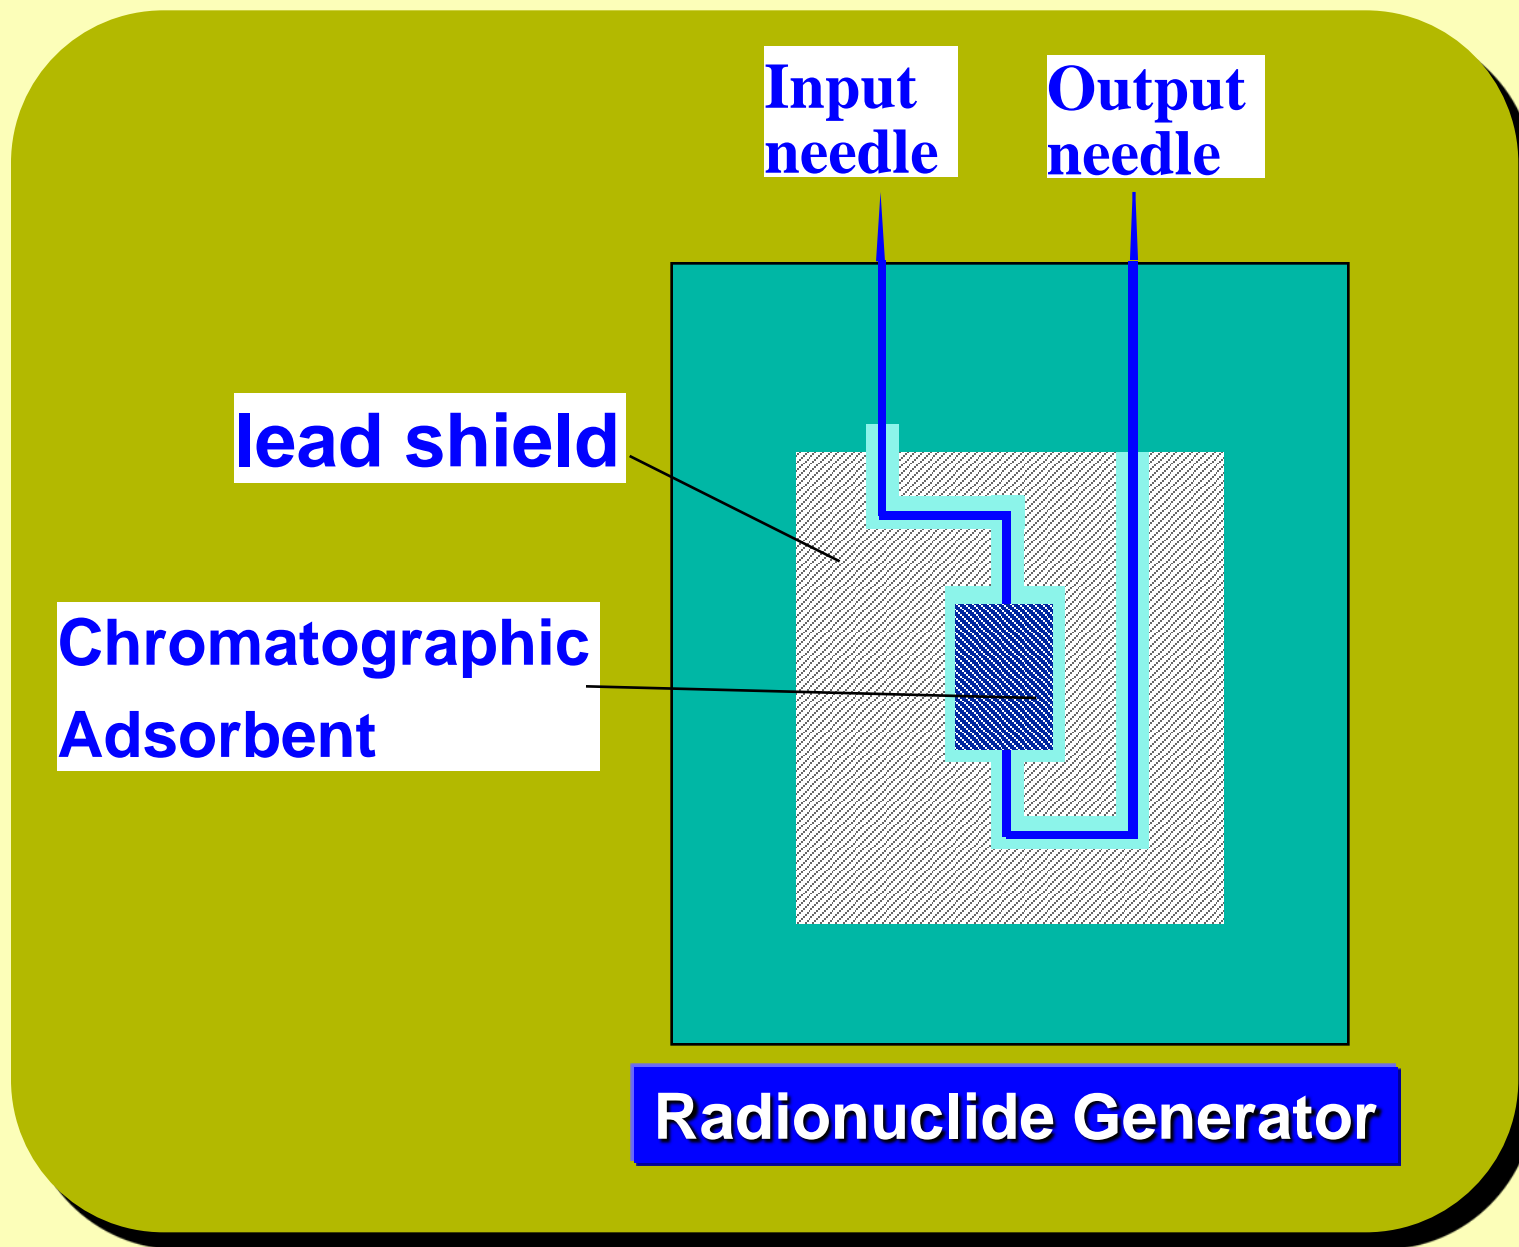 Input
needle
Output
needle
lead shield
Chromatographic
Adsorbent
Radionuclide Generator